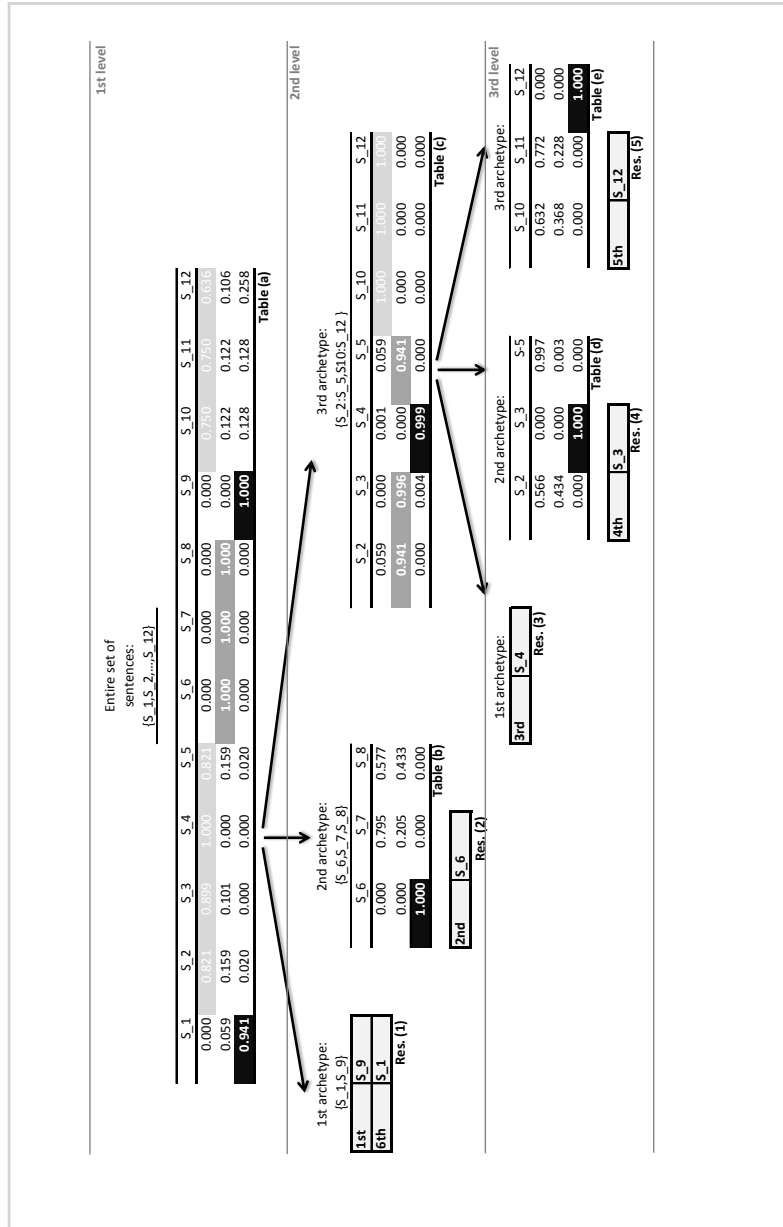 1st level
Entire set of
sentences:
{S_1,S_2,...,S_12}
S_1 S_2 S_3 S_4 S_5 S_6 S_7 S_8 S_9 S_10 S_11 S_12
0.000 0.821 0.899 1.000 0.821 0.000 0.000 0.000 0.000 0.750 0.750 0.636
0.059 0.159 0.101 0.000 0.159 1.000 1.000 1.000 0.000 0.122 0.122 0.106
0.941 0.020 0.000 0.000 0.020 0.000 0.000 0.000 1.000 0.128 0.128 0.258
Table (a)
2nd level
1st archetype:
{S_1,S_9}
1st S_9
6th S_1
Res. (1)
2nd archetype:
{S_6,S_7,S_8}
S_6 S_7 S_8
0.000 0.795 0.577
0.000 0.205 0.433
1.000 0.000 0.000
Table (b)
2nd S_6
Res. (2)
3rd archetype:
{S_2:S_5,S10:S_12 }
S_2 S_3 S_4 S_5 S_10 S_11 S_12
0.059 0.000 0.001 0.059 1.000 1.000 1.000
0.941 0.996 0.000 0.941 0.000 0.000 0.000
0.000 0.004 0.999 0.000 0.000 0.000 0.000
Table (c)
3rd level
1st archetype:
3rd S_4
Res. (3)
2nd archetype:
S_2 S_3 S-5
0.566 0.000 0.997
0.434 0.000 0.003
0.000 1.000 0.000
Table (d)
4th S_3
Res. (4)
3rd archetype:
S_10 S_11 S_12
0.632 0.772 0.000
0.368 0.228 0.000
0.000 0.000 1.000
Table (e)
5th S_12
Res. (5)